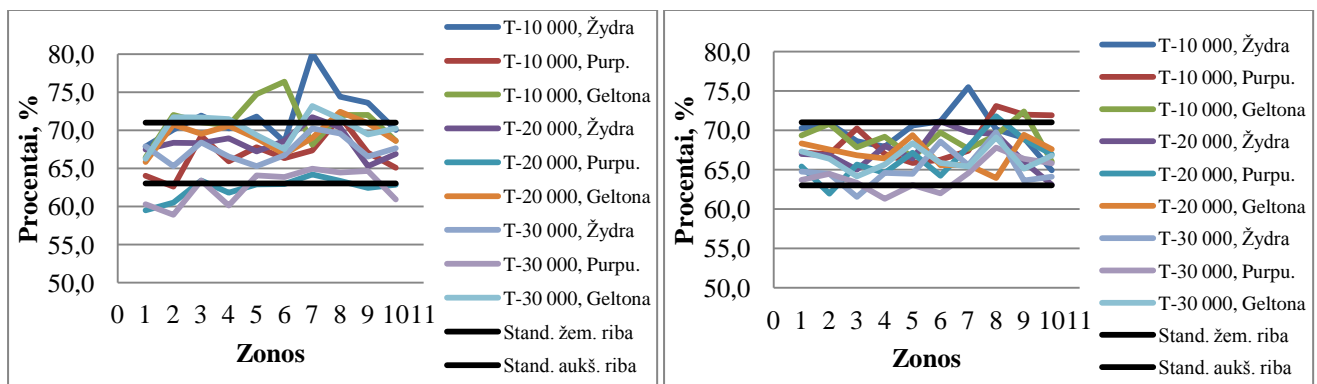 Procentai, %
80,0
75,0
70,0
65,0
60,0
55,0
50,0
0 1 2 3 4 5 6 7 8 9 1011
Zonos
T-10 000, Žydra
T-10 000, Purp.
T-10 000, Geltona
T-20 000, Žydra
T-20 000, Purpu.
T-20 000, Geltona
T-30 000, Žydra
T-30 000, Purpu.
T-30 000, Geltona
Stand. žem. riba
Stand. aukš. riba
Procentai, %
80,0
75,0
70,0
65,0
60,0
55,0
50,0
0 1 2 3 4 5 6 7 8 9 1011
Zonos
T-10 000, Žydra
T-10 000, Purpu.
T-10 000, Geltona
T-20 000, Žydra
T-20 000, Purpu.
T-20 000, Geltona
T-30 000, Žydra
T-30 000, Purpu.
T-30 000, Geltona
Stand. žem. riba
Stand. aukš. riba